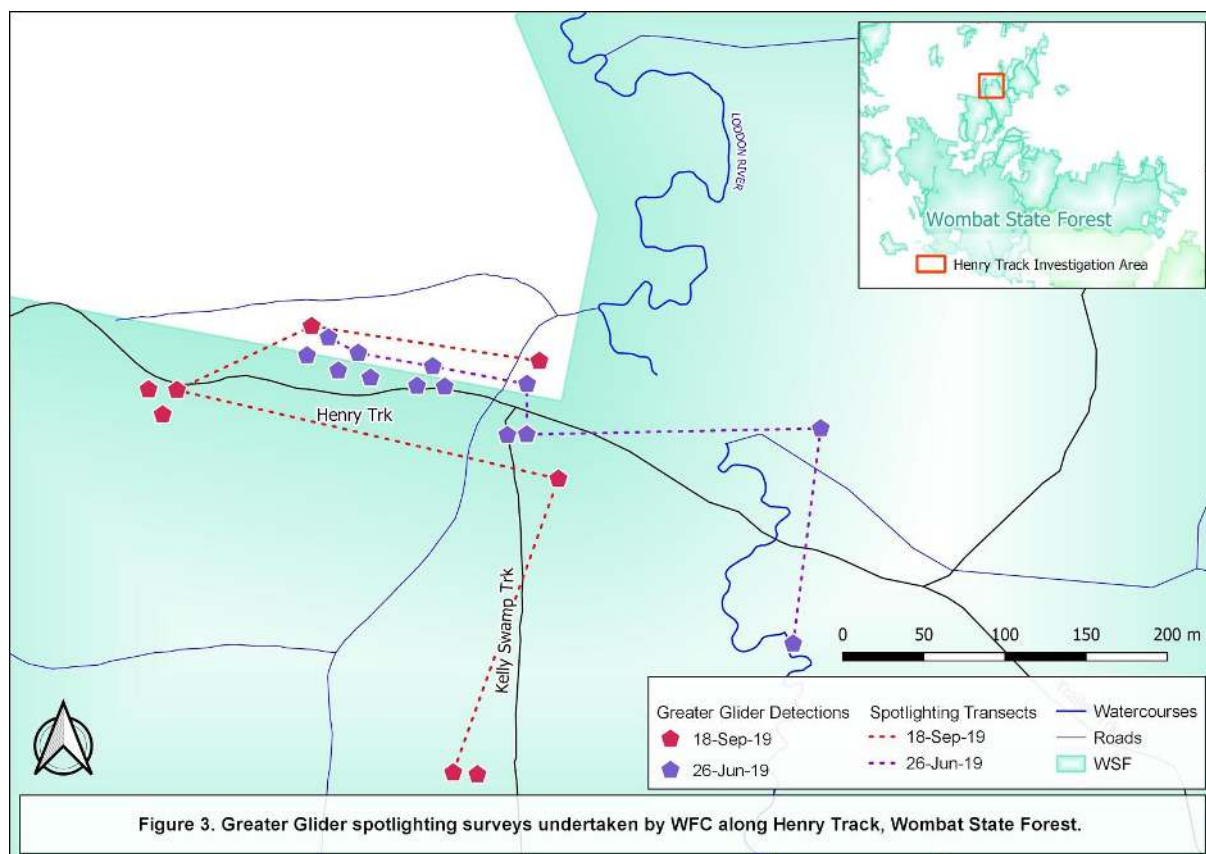 LODDON RIVER
Wombat State Forest
Henry Track Investigation Area
Henry Trk
Kelly Swamp Trk
0 50 100 150 200 m
Greater Glider Detections
18-Sep-19
26-Jun-19
Spotlighting Transects
18-Sep-19
26-Jun-19
Watercourses
Roads
WSF
Figure 3. Greater Glider spotlighting surveys undertaken by WFC along Henry Track, Wombat State Forest.